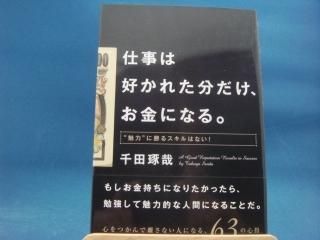 仕事は
好かれた分だけ、
お金になる。
"魅力"に勝るスキルはない!
千田琢哉
A Good Reputation Results in Success
by Takuya Senda
もしお金持ちになりたかったら、
勉強して魅力的な人間になることだ。
心をつかんで離さない人になる、63の心得